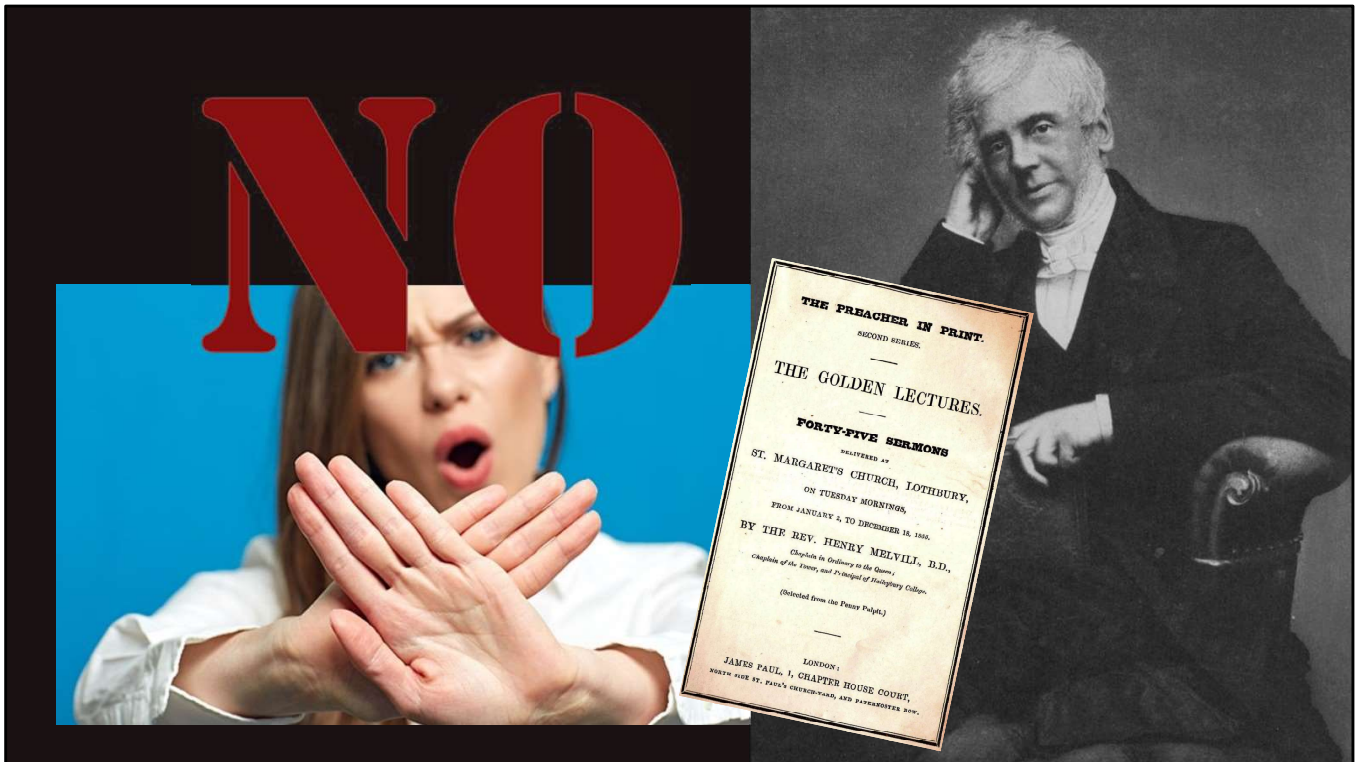 NO
THE PREACHER IN PRINT.
SECOND SERIES.
THE GOLDEN LECTURES.
FORTY-FIVE SERMONS
DELIVERED AT
ST. MARGARET'S CHURCH, LOTHBURY,
ON TUESDAY MORNINGS,
FROM JANUARY 2, TO DECEMBER 18,
BY THE REV. HENRY MELVILL, B.D.,
Chaplain in Ordinary to the Queen;
Chaplain of the Tower, and Principal of Haileybury College.
(Selected from the Penny Pulpit.)
LONDON:
JAMES PAUL, 1, CHAPTER HOUSE COURT,
NORTH SIDE ST. PAUL'S CHURCH-YARD, AND PATERNOSTER ROW.